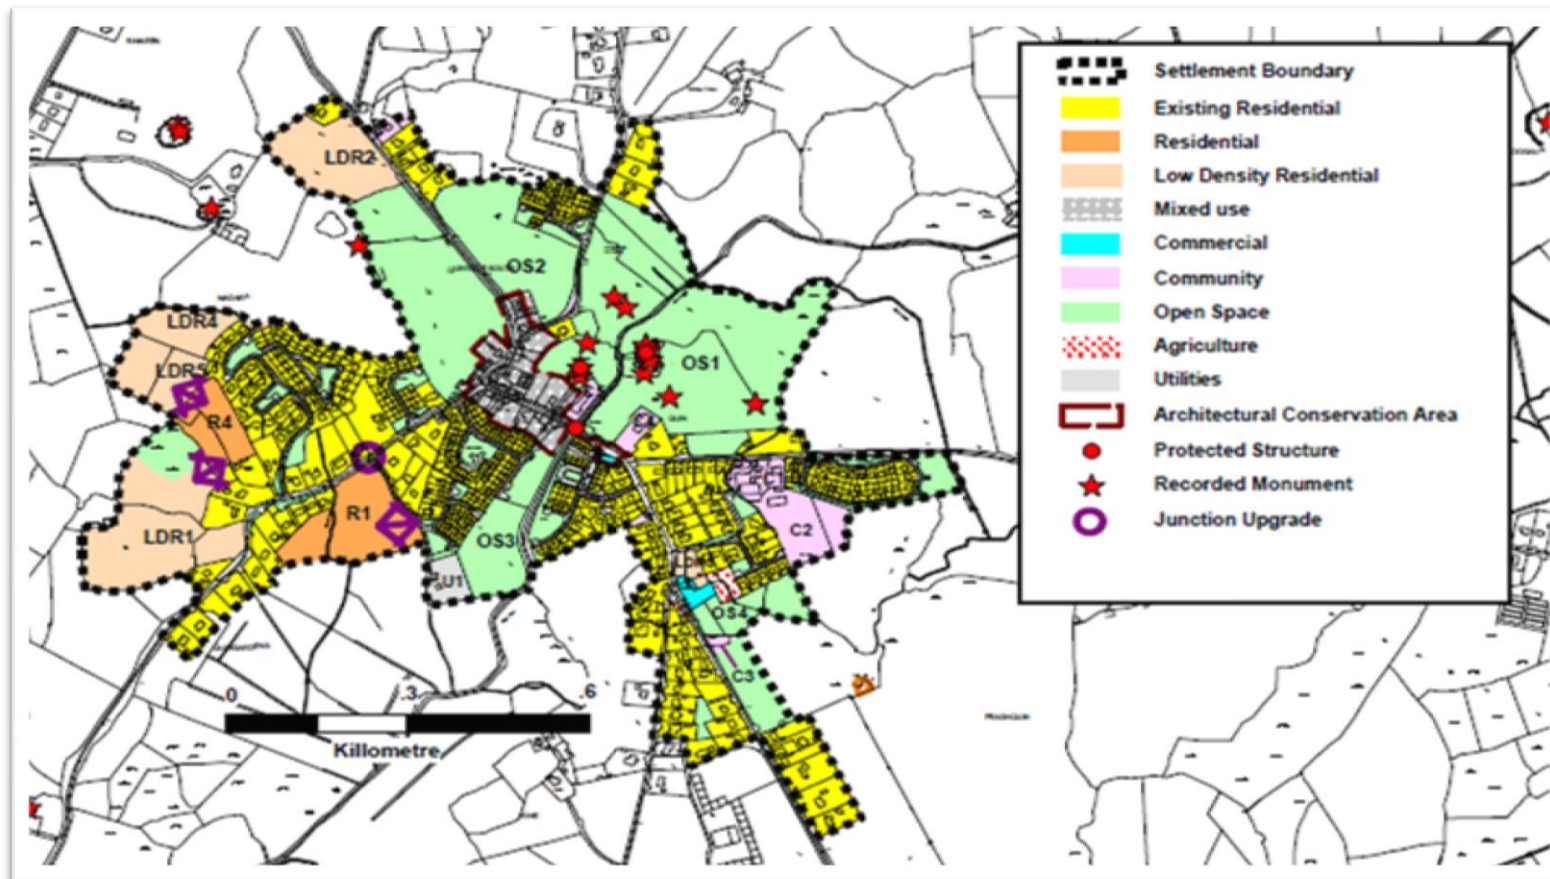 LDR2
OS2
LDR4
LDR5
R4
OS1
R1
LDR1
OS3
U1
C2
OS4
C3
0 .3 .6
Killometre
Settlement Boundary
Existing Residential
Residential
Low Density Residential
Mixed use
Commercial
Community
Open Space
Agriculture
Utilities
Architectural Conservation Area
Protected Structure
Recorded Monument
Junction Upgrade